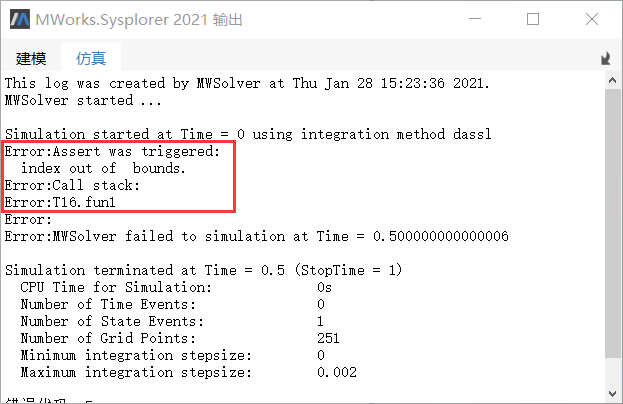 MWorks.Sysplorer 2021 输出
建模 仿真
This log was created by MWSolver at Thu Jan 28 15:23:36 2021.
MWSolver started ...
Simulation started at Time = 0 using integration method dassl
Error:Assert was triggered:
index out of  bounds.
Error:Call stack:
Error:T16.fun1
Error:
Error:MWSolver failed to simulation at Time = 0.500000000000006
Simulation terminated at Time = 0.5 (StopTime = 1)
CPU Time for Simulation: 0s
Number of Time Events: 0
Number of State Events: 1
Number of Grid Points: 251
Minimum integration stepsize: 0
Maximum integration stepsize: 0.002